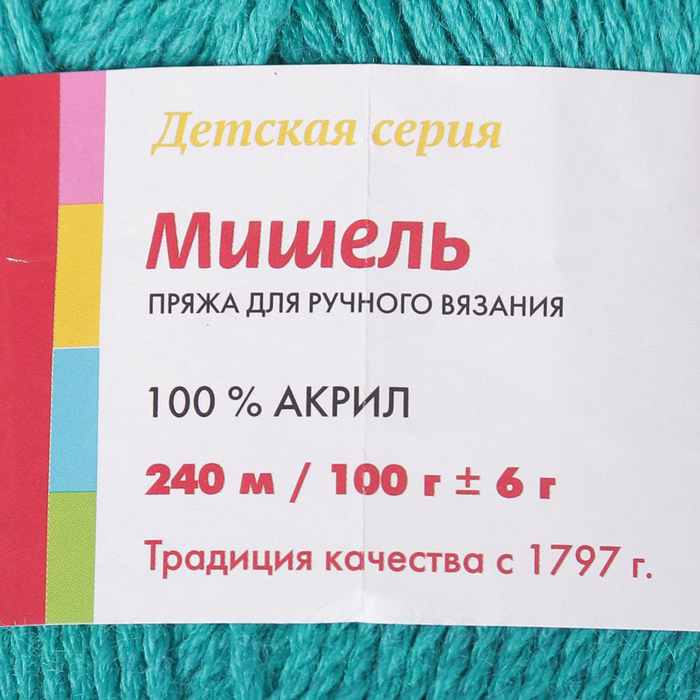 Детская серия
Мишель
ПРЯЖА ДЛЯ РУЧНОГО ВЯЗАНИЯ
100 % АКРИЛ
240 м / 100 г ± 6 г
Традиция качества с 1797 г.